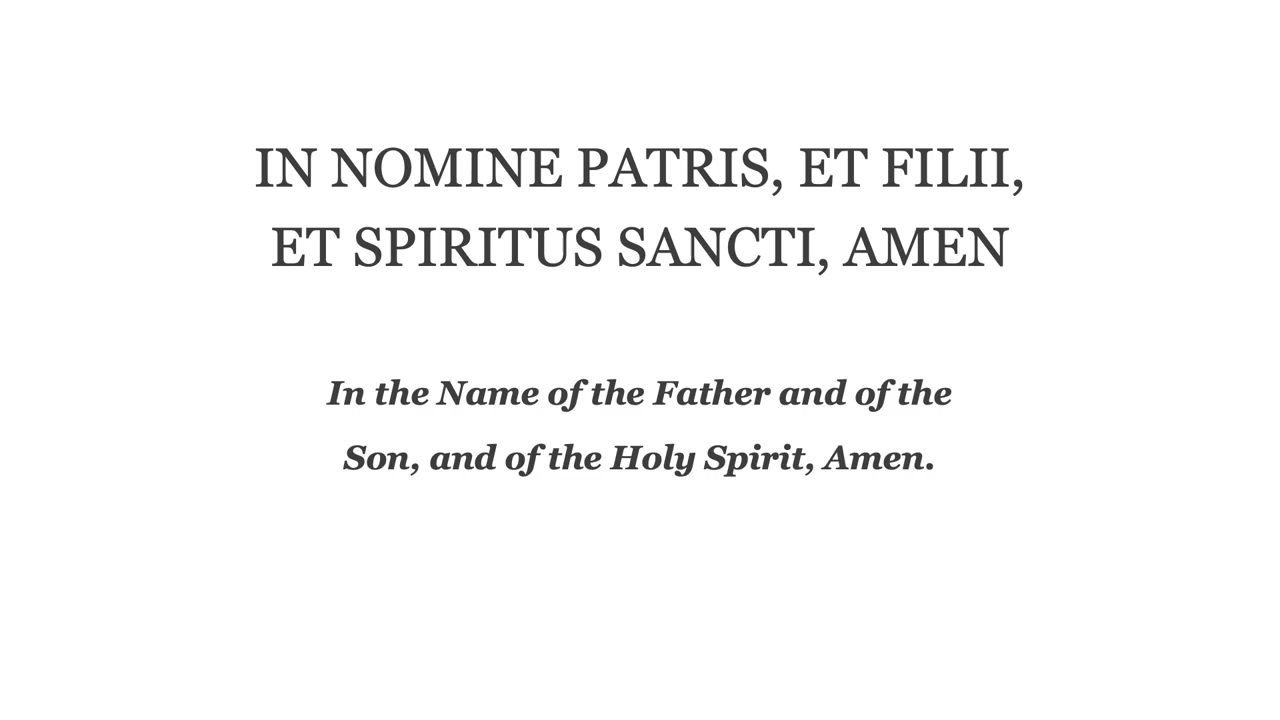 IN NOMINE PATRIS, ET FILII,
ET SPIRITUS SANCTI, AMEN
In the Name of the Father and of the
Son, and of the Holy Spirit, Amen.